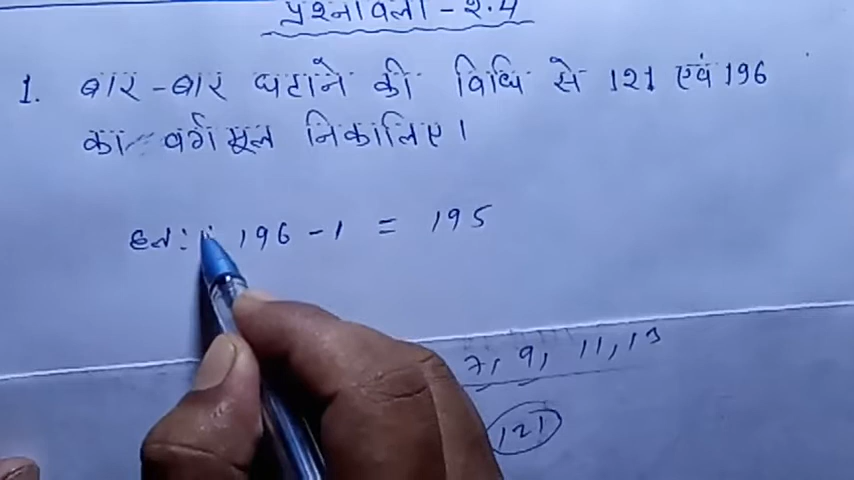 प्रश्नावली - 2.4
1. बार-बार घटाने की विधि से 121 एवं 196
का वर्गमूल निकालिए।
हल: 196 - 1 = 195
7, 9, 11, 13
121